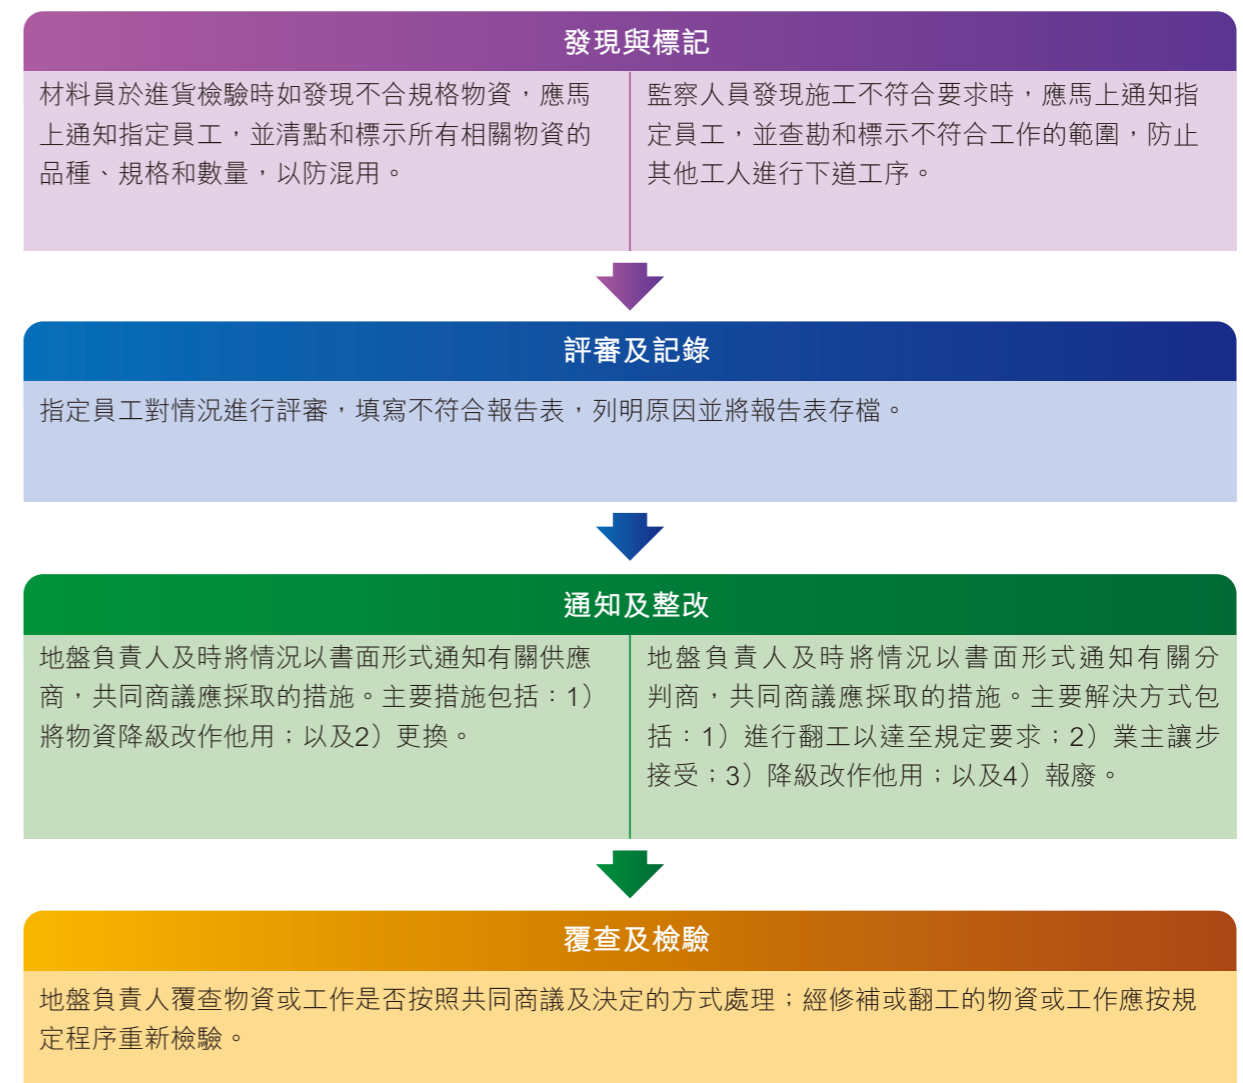 發現與標記
材料員於進貨檢驗時如發現不合規格物資，應馬
上通知指定員工，並清點和標示所有相關物資的
品種、規格和數量，以防混用。
監察人員發現施工不符合要求時，應馬上通知指
定員工，並查勘和標示不符合工作的範圍，防止
其他工人進行下道工序。
評審及記錄
指定員工對情況進行評審，填寫不符合報告表，列明原因並將報告表存檔。
通知及整改
地盤負責人及時將情況以書面形式通知有關供應
商，共同商議應採取的措施。主要措施包括：1）
將物資降級改作他用；以及2）更換。
地盤負責人及時將情況以書面形式通知有關分
判商，共同商議應採取的措施。主要解決方式包
括：1）進行翻工以達至規定要求；2）業主讓步
接受；3）降級改作他用；以及4）報廢。
覆查及檢驗
地盤負責人覆查物資或工作是否按照共同商議及決定的方式處理；經修補或翻工的物資或工作應按規
定程序重新檢驗。